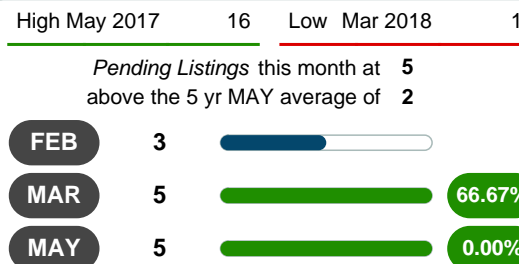 High May 2017 16 Low Mar 2018 1
Pending Listings this month at 5
above the 5 yr MAY average of 2
FEB 3
MAR 5 66.67%
MAY 5 0.00%